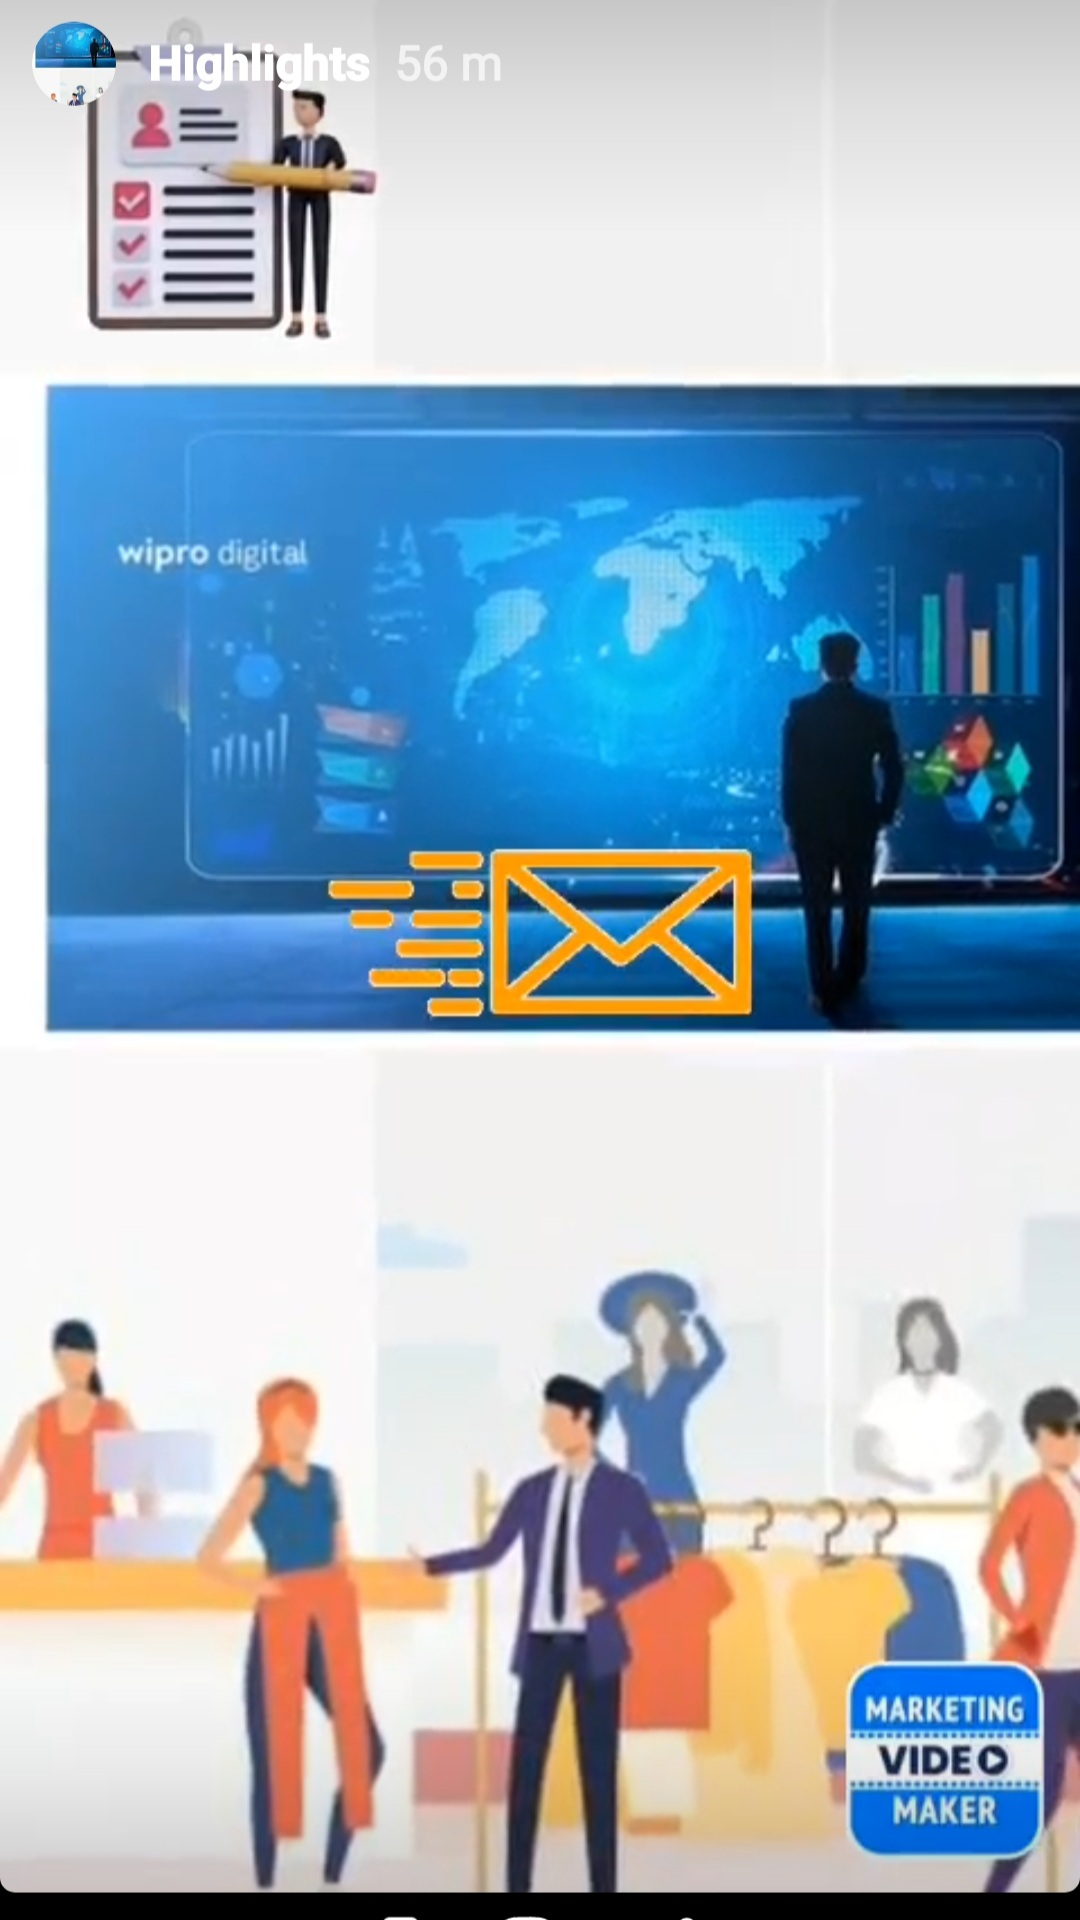 Highlights 56 m
wipro digital
MARKETING
VIDEO
MAKER